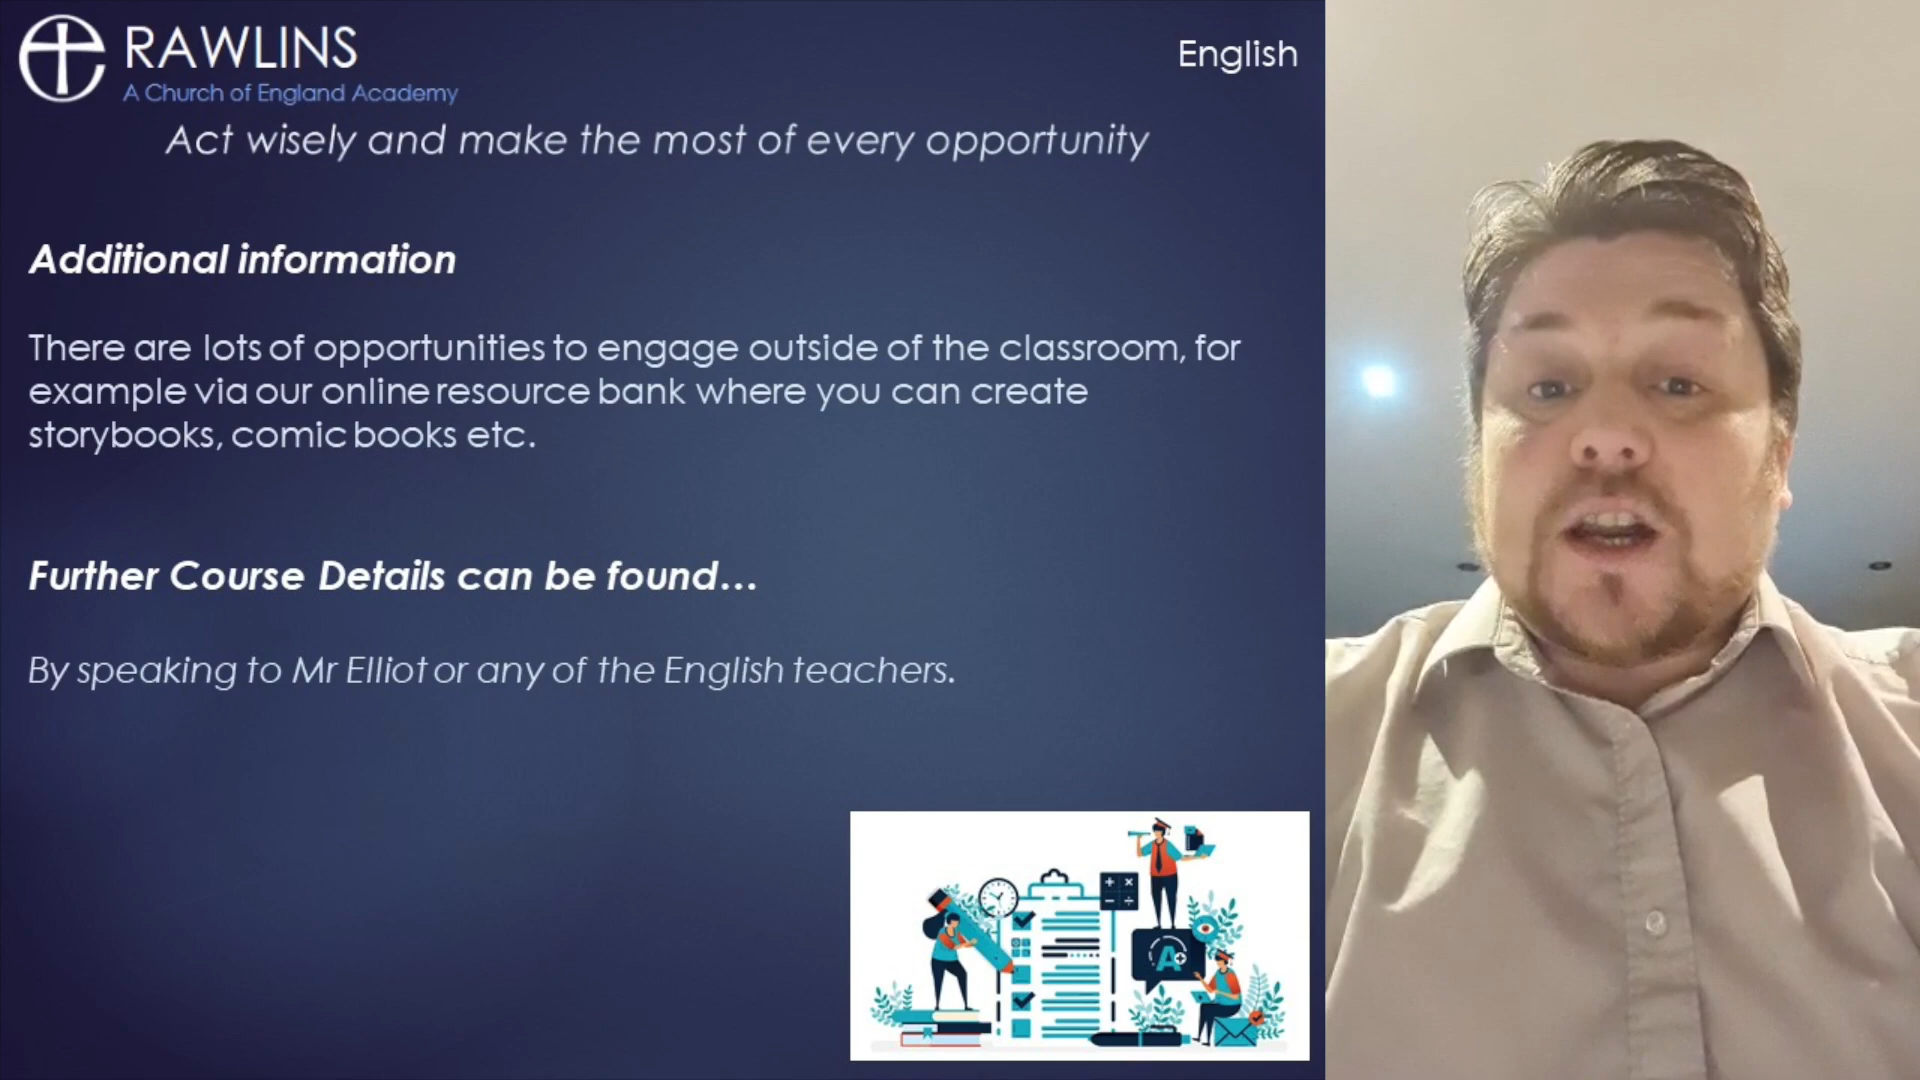 RAWLINS
A Church of England Academy
English
Act wisely and make the most of every opportunity
Additional information
There are lots of opportunities to engage outside of the classroom, for
example via our online resource bank where you can create
storybooks, comic books etc.
Further Course Details can be found...
By speaking to Mr Elliot or any of the English teachers.
A+